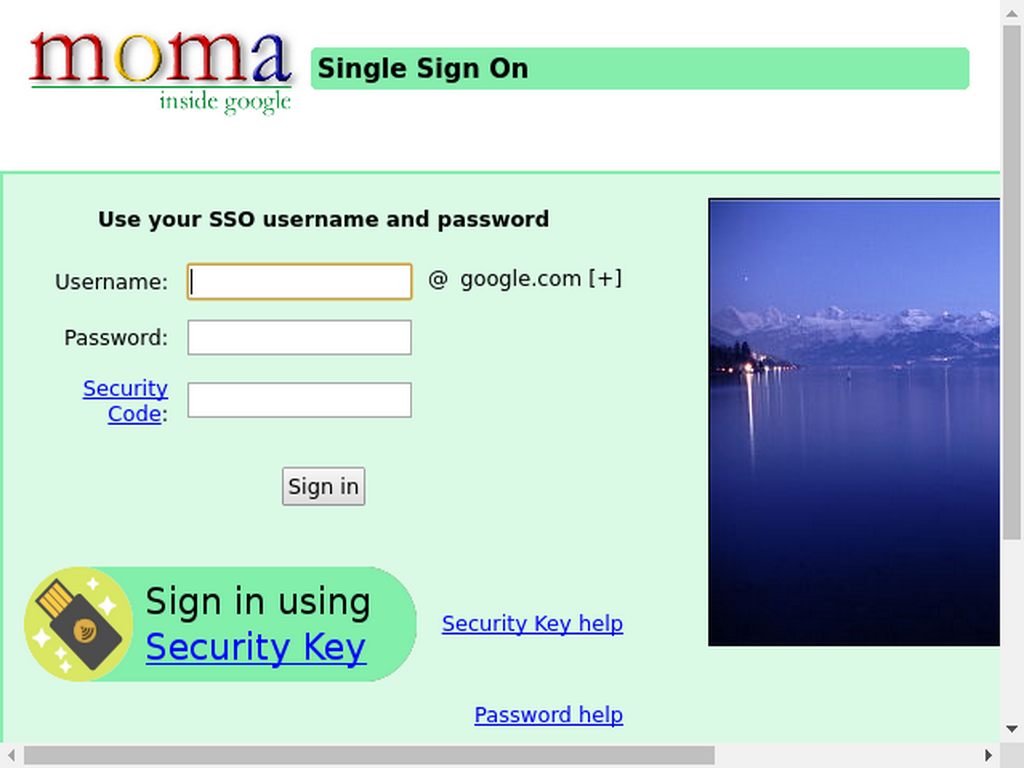 moma
inside google
Single Sign On
Use your SSO username and password
Username: @ google.com [+]
Password:
Security
Code:
Sign in
Sign in using
Security Key
Security Key help
Password help